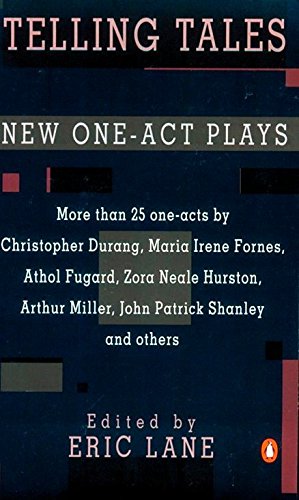 TELLING TALES
NEW ONE-ACT PLAYS
More than 25 one-acts by
Christopher Durang, Maria Irene Fornes,
Athol Fugard, Zora Neale Hurston,
Arthur Miller, John Patrick Shanley
and others
Edited by
ERIC LANE